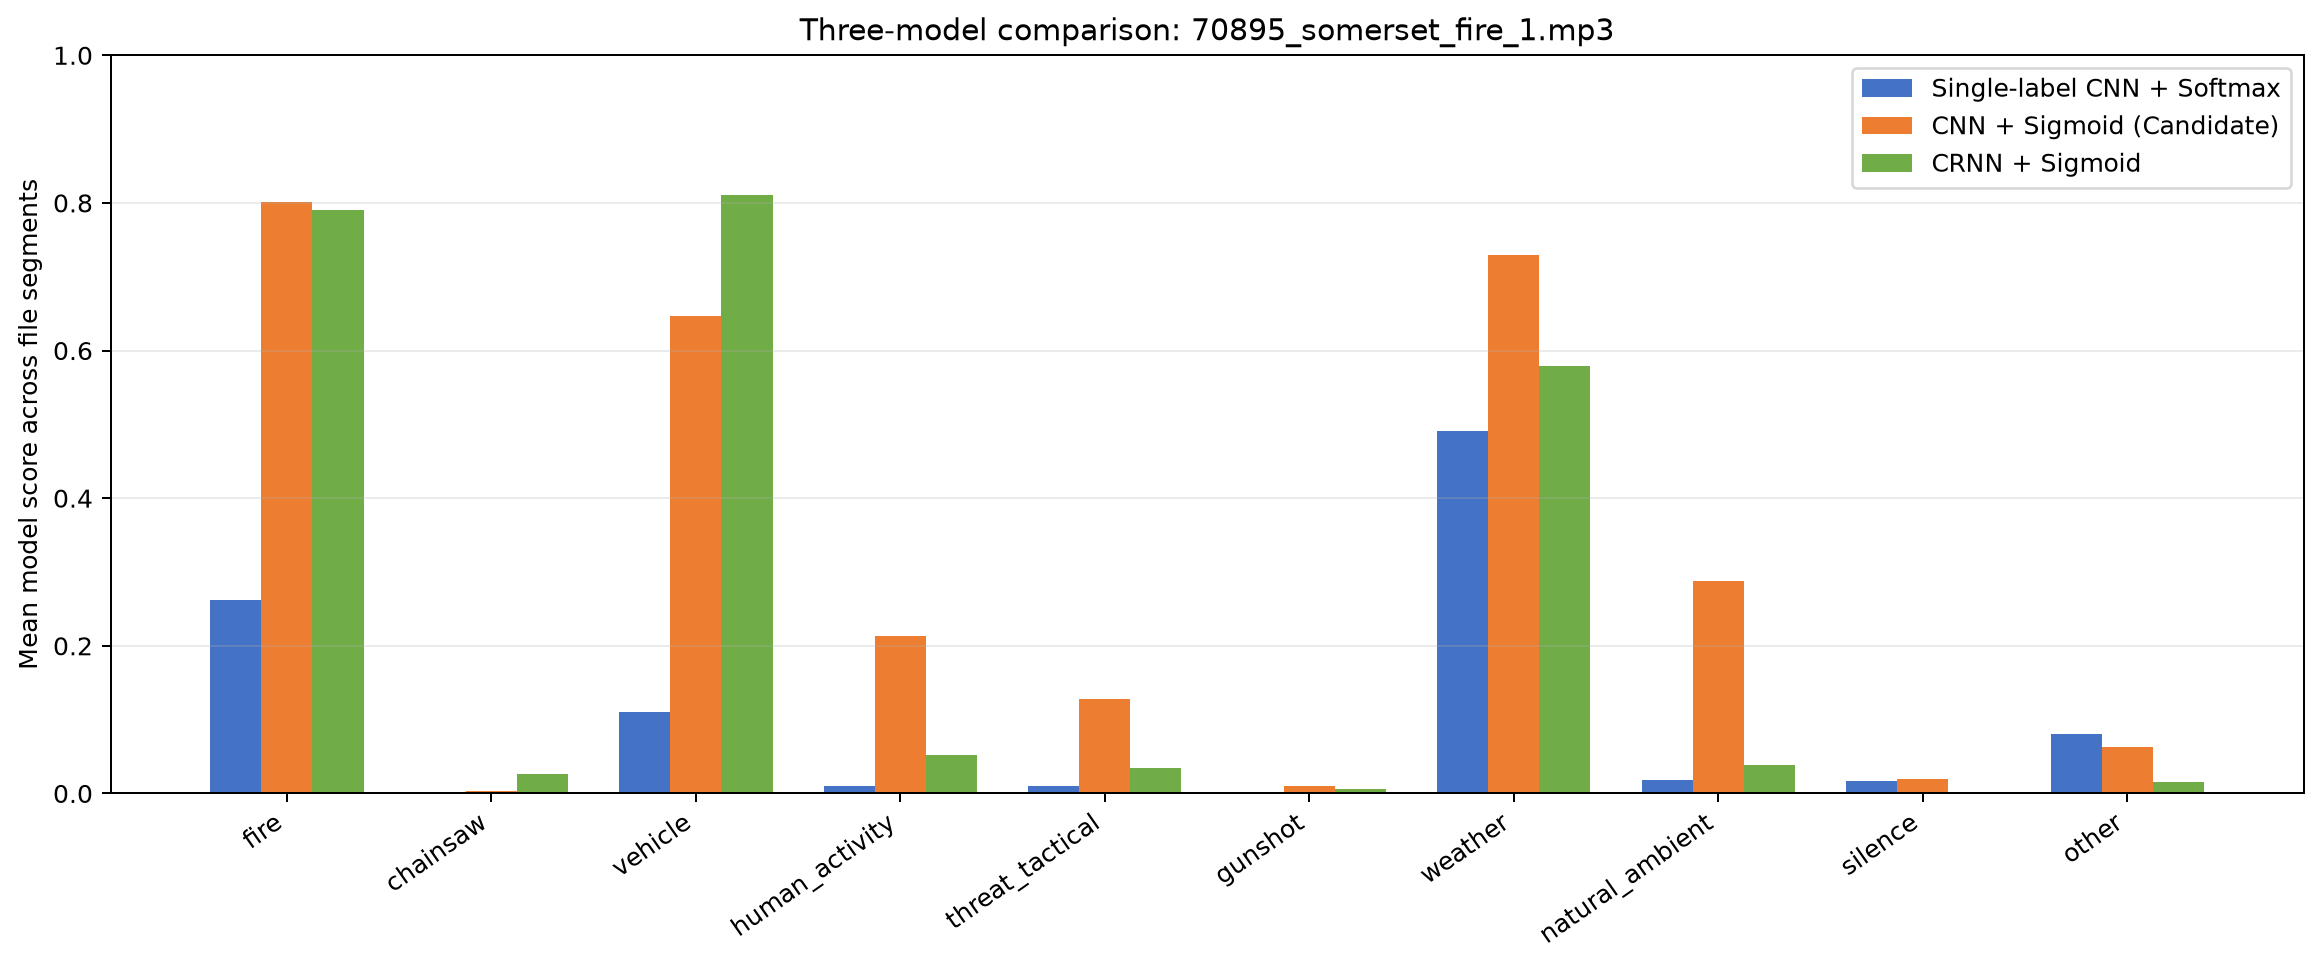 Three-model comparison: 70895_somerset_fire_1.mp3
Single-label CNN + Softmax
CNN + Sigmoid (Candidate)
CRNN + Sigmoid
Mean model score across file segments
1.0
0.8
0.6
0.4
0.2
0.0
fire
chainsaw
vehicle
human_activity
threat_tactical
gunshot
weather
natural_ambient
silence
other